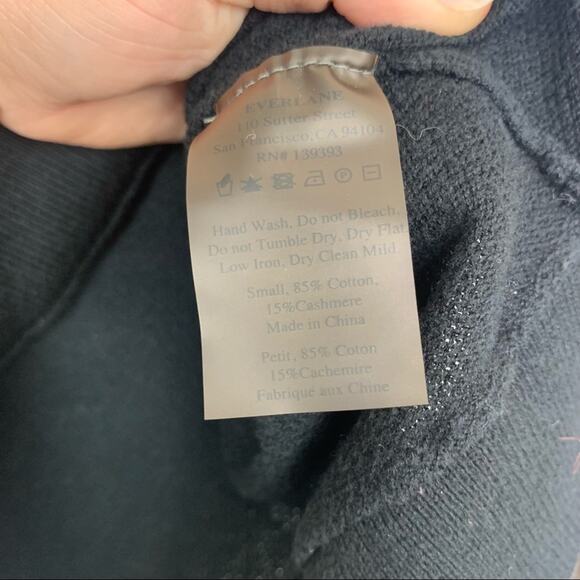 EVERLANE
110 Sutter Street
San Francisco, CA 94104
RN# 139393
Hand Wash, Do not Bleach,
Do not Tumble Dry, Dry Flat
Low Iron, Dry Clean Mild
Small, 85% Cotton,
15%Cashmere
Made in China
Petit, 85% Coton
15%Cachemire
Fabrique aux Chine